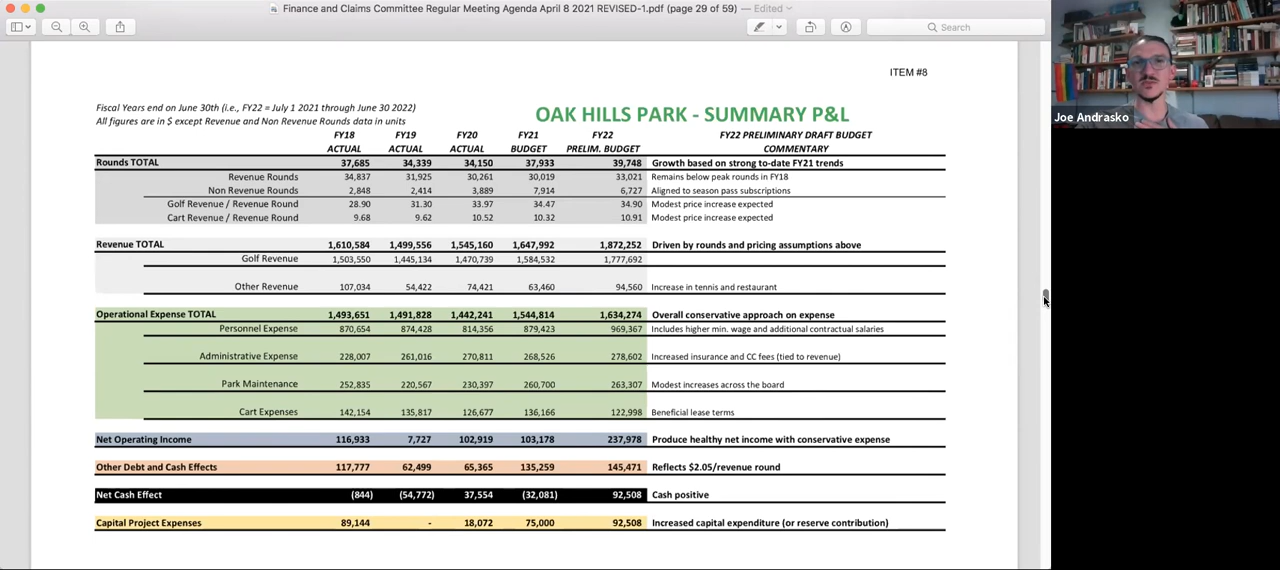 Finance and Claims Committee Regular Meeting Agenda April 8 2021 REVISED-1.pdf (page 29 of 59) — Edited
Search
Joe Andrasko
ITEM #8
Fiscal Years end on June 30th (i.e., FY22 = July 1 2021 through June 30 2022)
All figures are in $ except Revenue and Non Revenue Rounds data in units
OAK HILLS PARK - SUMMARY P&L
FY18 FY19 FY20 FY21 FY22 FY22 PRELIMINARY DRAFT BUDGET
ACTUAL ACTUAL ACTUAL BUDGET PRELIM. BUDGET COMMENTARY
Rounds TOTAL 37,685 34,339 34,150 37,933 39,748 Growth based on strong to-date FY21 trends
Revenue Rounds 34,837 31,925 30,261 30,019 33,021 Remains below peak rounds in FY18
Non Revenue Rounds 2,848 2,414 3,889 7,914 6,727 Aligned to season pass subscriptions
Golf Revenue / Revenue Round 28.90 31.30 33.97 34.47 34.90 Modest price increase expected
Cart Revenue / Revenue Round 9.68 9.62 10.52 10.32 10.91 Modest price increase expected
Revenue TOTAL 1,610,584 1,499,556 1,545,160 1,647,992 1,872,252 Driven by rounds and pricing assumptions above
Golf Revenue 1,503,550 1,445,134 1,470,739 1,584,532 1,777,692
Other Revenue 107,034 54,422 74,421 63,460 94,560 Increase in tennis and restaurant
Operational Expense TOTAL 1,493,651 1,491,828 1,442,241 1,544,814 1,634,274 Overall conservative approach on expense
Personnel Expense 870,654 874,428 814,356 879,423 969,367 Includes higher min. wage and additional contractual salaries
Administrative Expense 228,007 261,016 270,811 268,526 278,602 Increased insurance and CC fees (tied to revenue)
Park Maintenance 252,835 220,567 230,397 260,700 263,307 Modest increases across the board
Cart Expenses 142,154 135,817 126,677 136,166 122,998 Beneficial lease terms
Net Operating Income 116,933 7,727 102,919 103,178 237,978 Produce healthy net income with conservative expense
Other Debt and Cash Effects 117,777 62,499 65,365 135,259 145,471 Reflects $2.05/revenue round
Net Cash Effect (844) (54,772) 37,554 (32,081) 92,508 Cash positive
Capital Project Expenses 89,144 - 18,072 75,000 92,508 Increased capital expenditure (or reserve contribution)